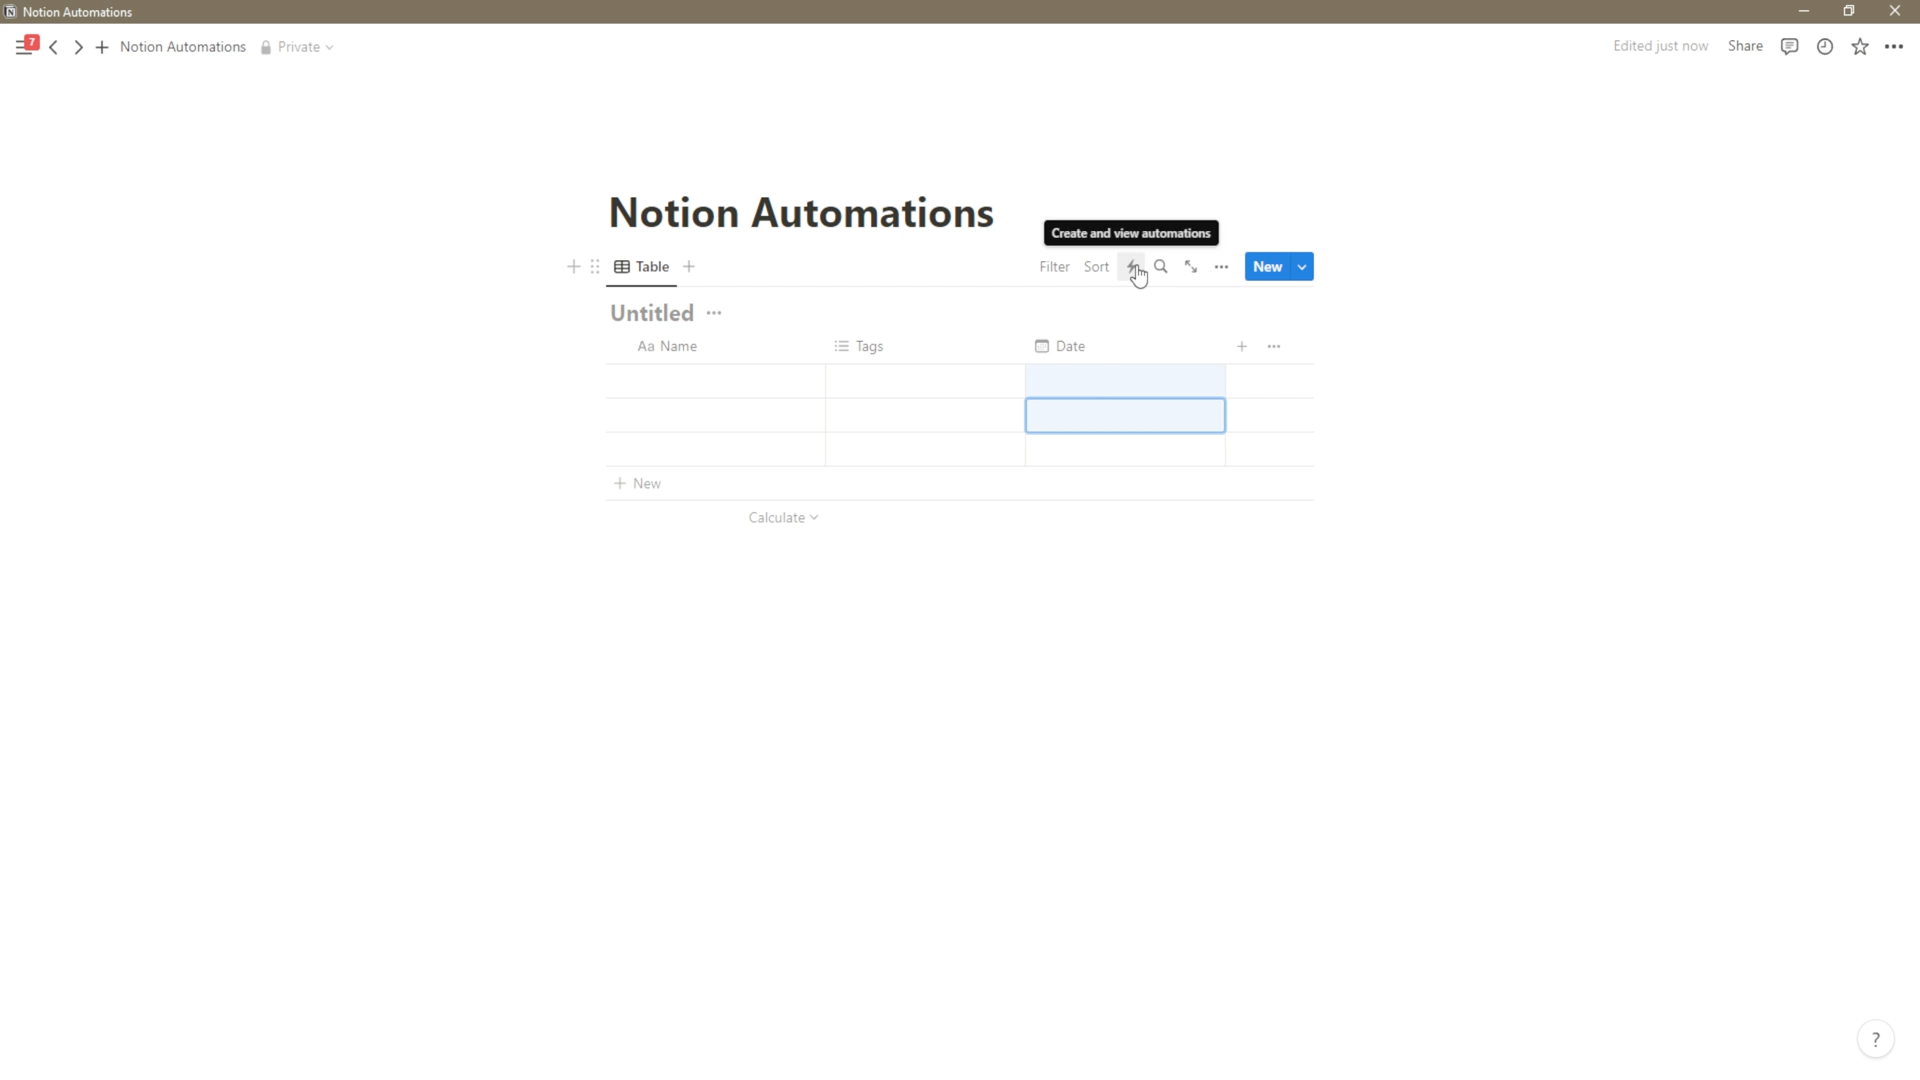 Notion Automations
7
Notion Automations Private
Edited just now Share
Notion Automations
Create and view automations
Table
Filter Sort New
Untitled
Aa Name Tags Date
New
Calculate
?